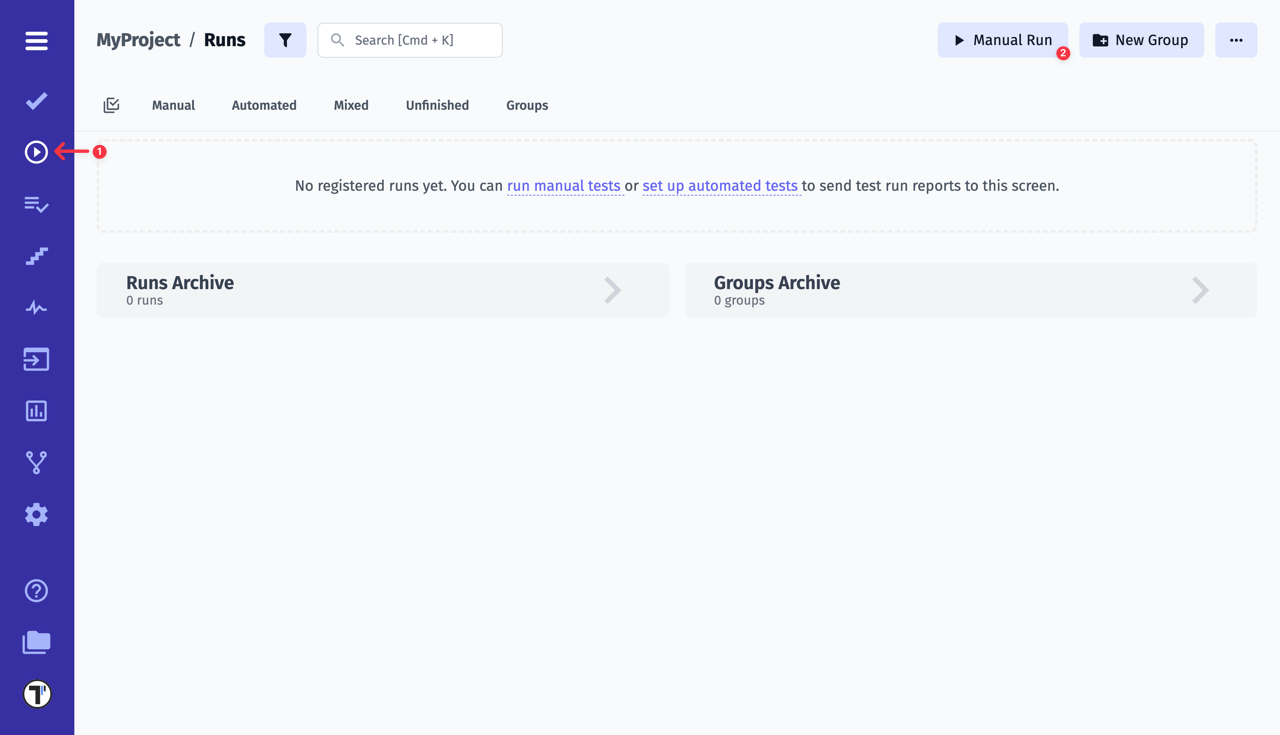 MyProject / Runs
Search [Cmd + K]
Manual Run
2
New Group
Manual
Automated
Mixed
Unfinished
Groups
1
No registered runs yet. You can run manual tests or set up automated tests to send test run reports to this screen.
Runs Archive
0 runs
Groups Archive
0 groups
T